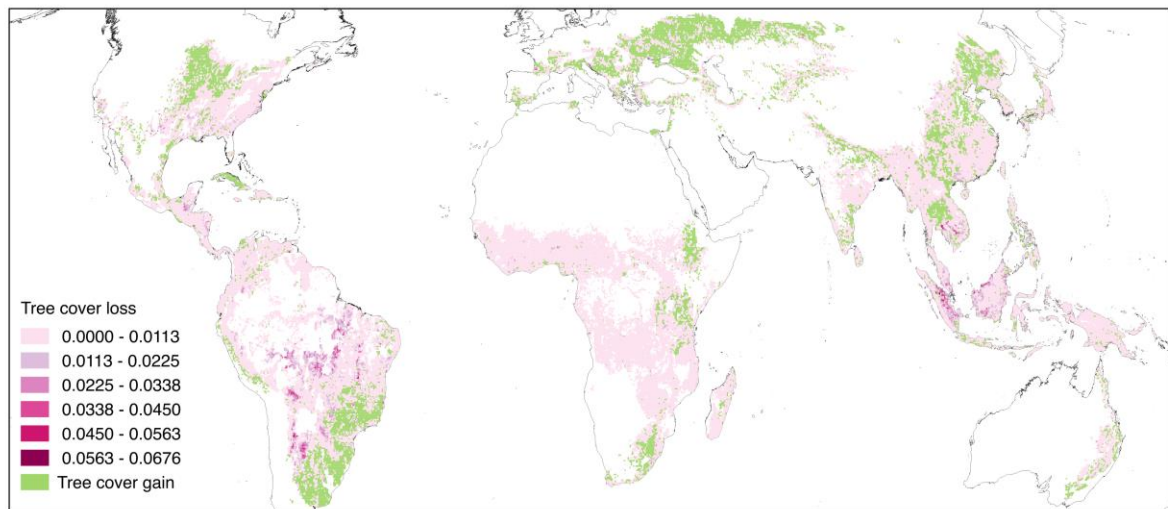 Tree cover loss
0.0000 - 0.0113
0.0113 - 0.0225
0.0225 - 0.0338
0.0338 - 0.0450
0.0450 - 0.0563
0.0563 - 0.0676
Tree cover gain